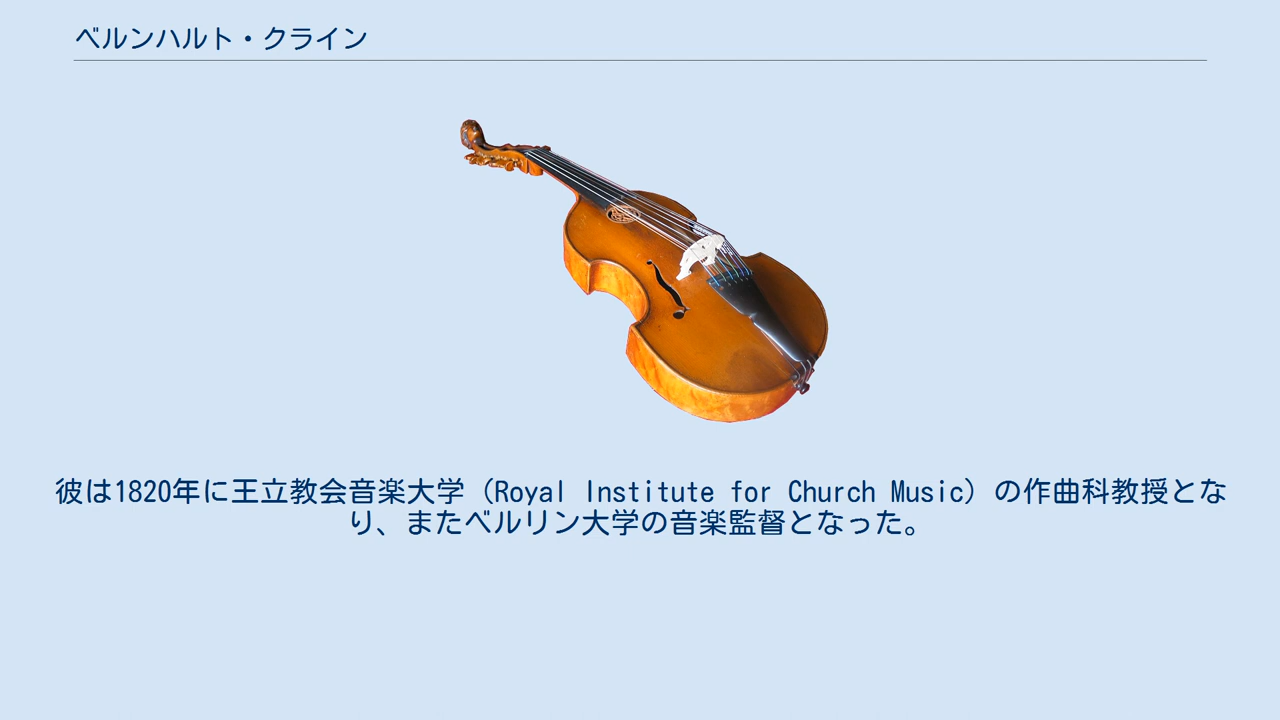 ベルンハルト・クライン
彼は1820年に王立教会音楽大学（Royal Institute for Church Music）の作曲科教授とな
り、またベルリン大学の音楽監督となった。